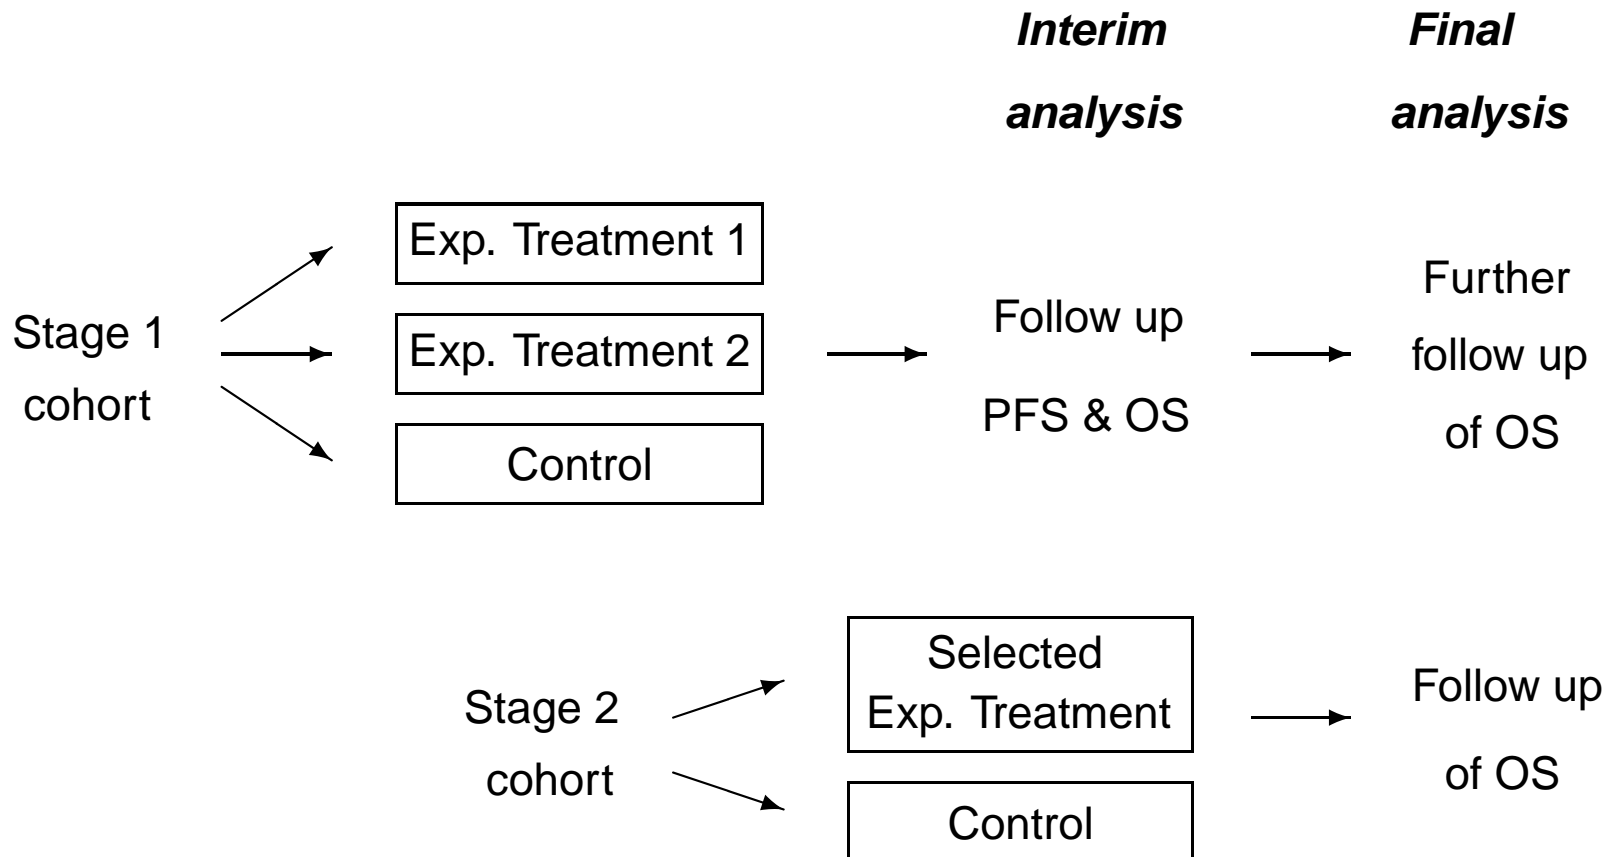 Interim
analysis
Final
analysis
Stage 1
cohort
Exp. Treatment 1
Exp. Treatment 2
Control
Follow up
PFS & OS
Further
follow up
of OS
Stage 2
cohort
Selected
Exp. Treatment
Control
Follow up
of OS